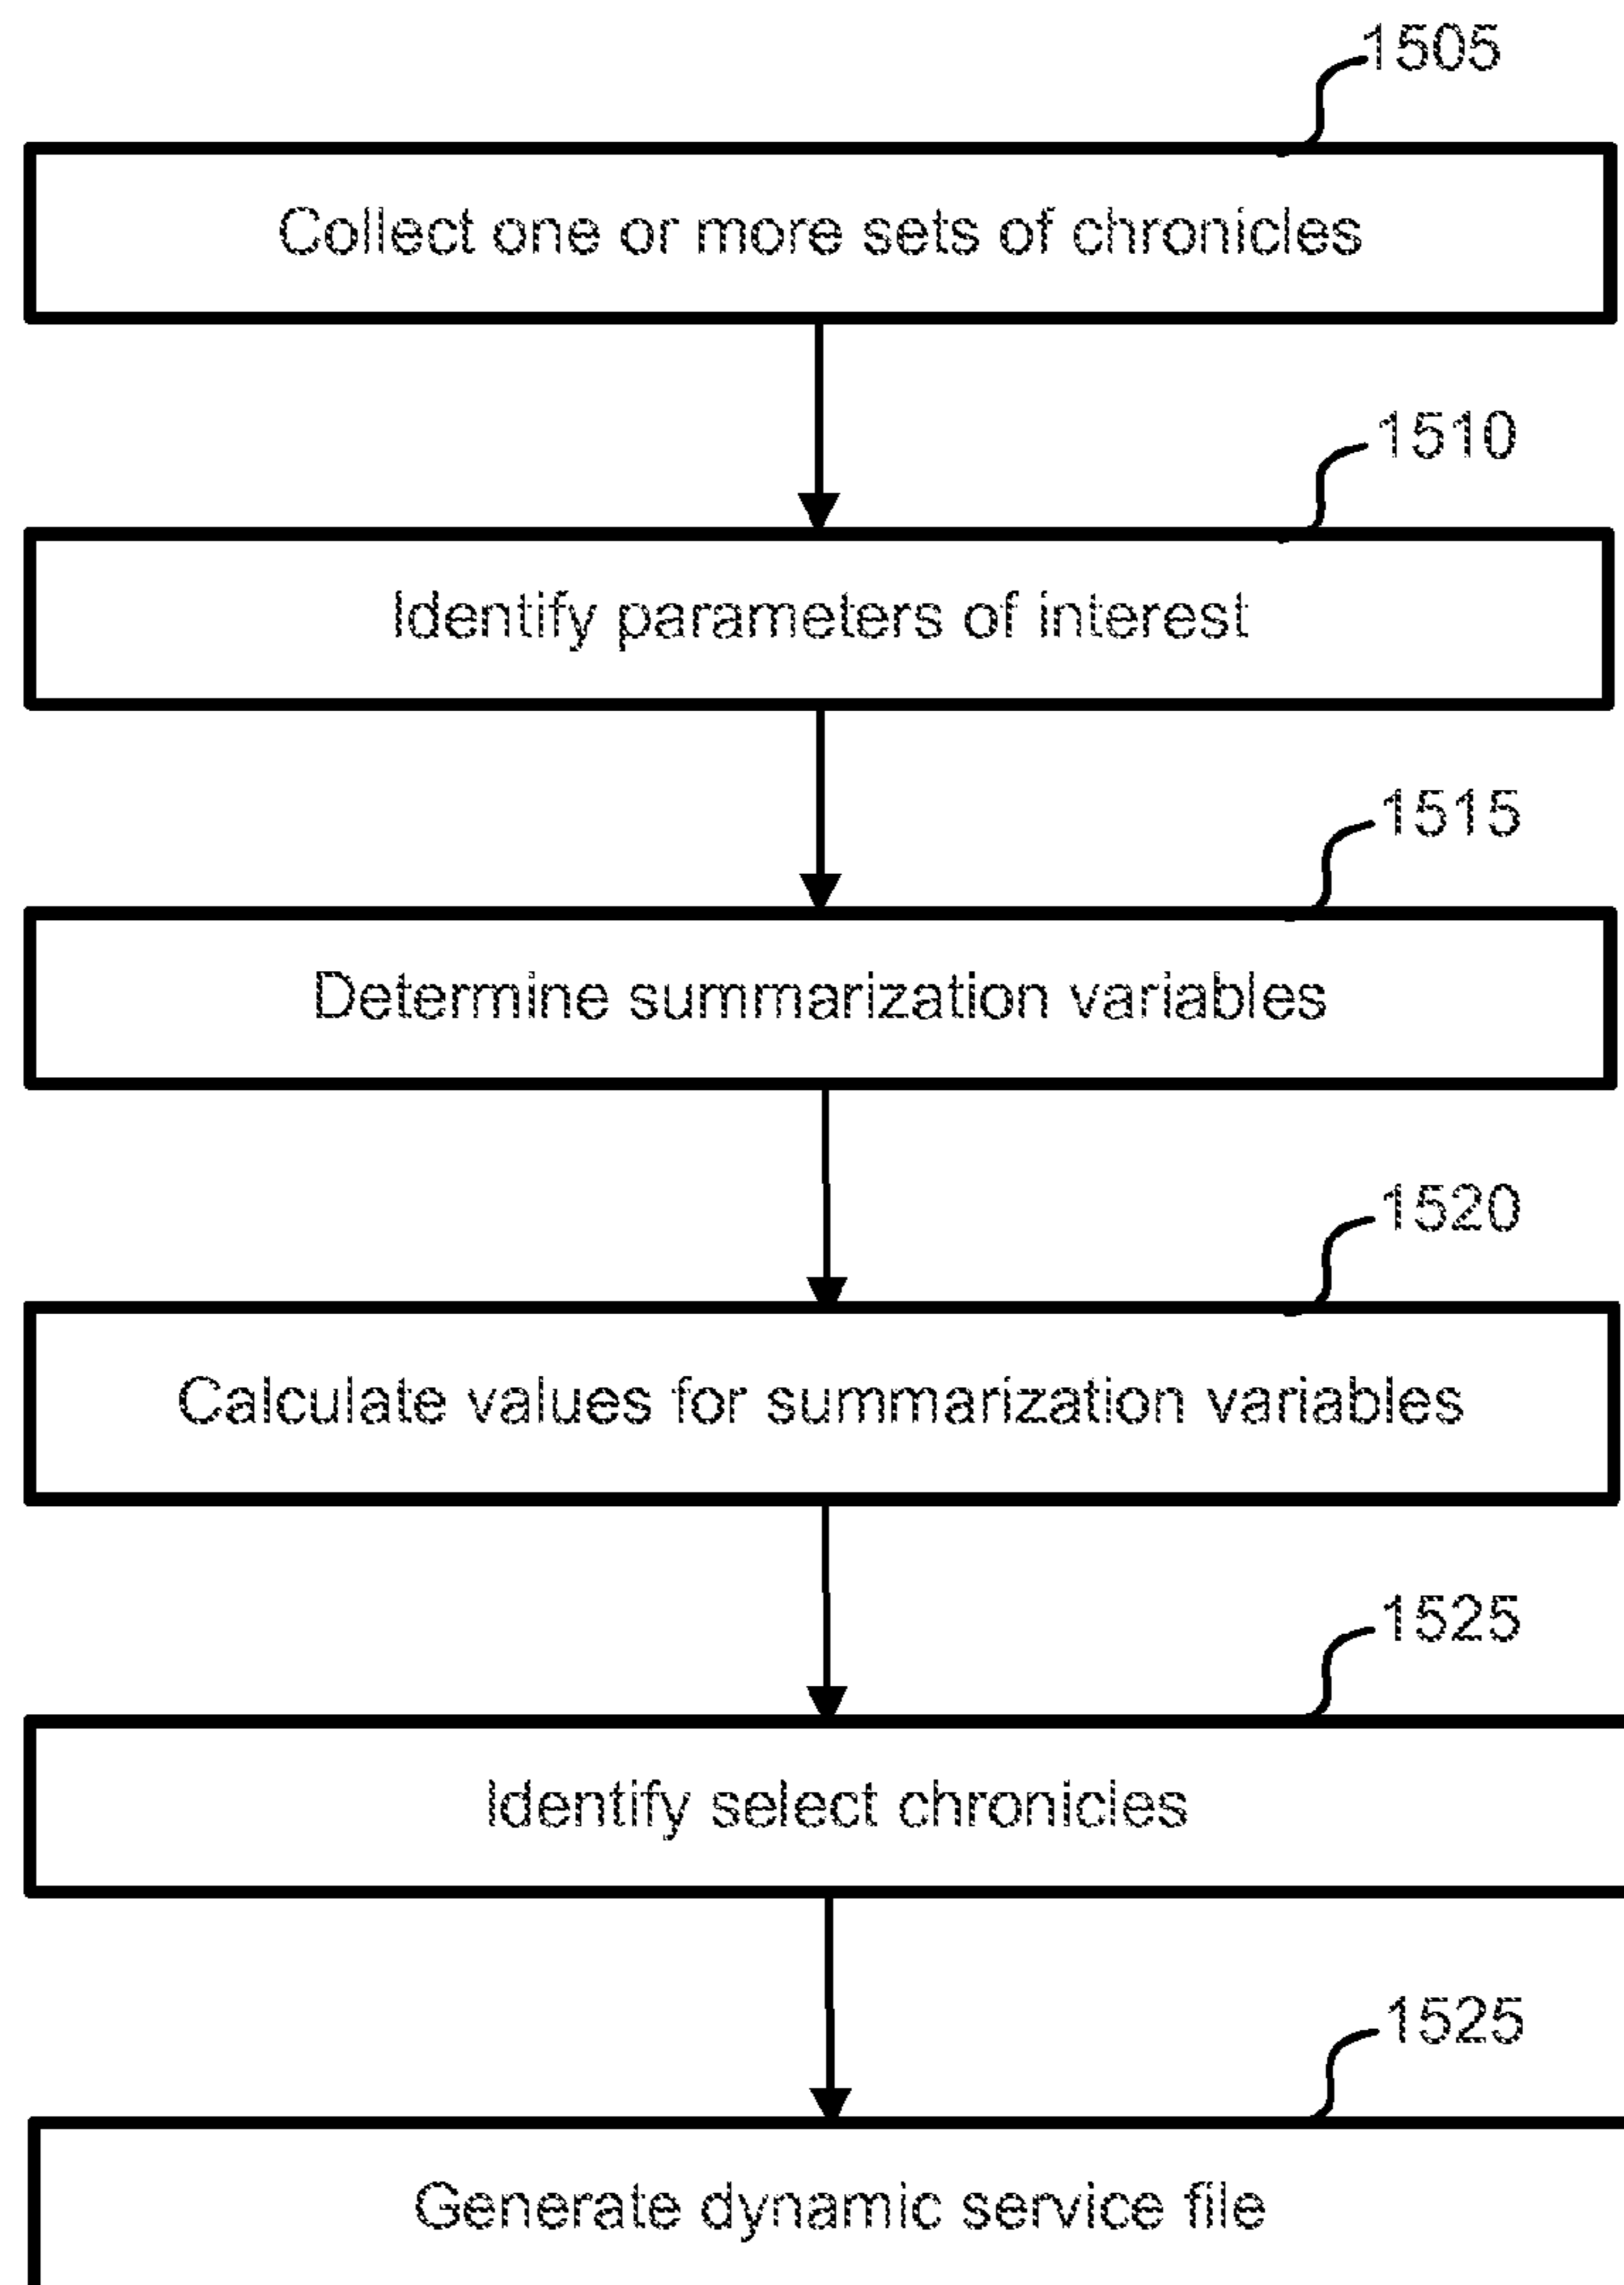 1505
Collect one or more sets of chronicles
1510
Identify parameters of interest
1515
Determine summarization variables
1520
Calculate values for summarization variables
1525
Identify select chronicles
1525
Generate dynamic service file